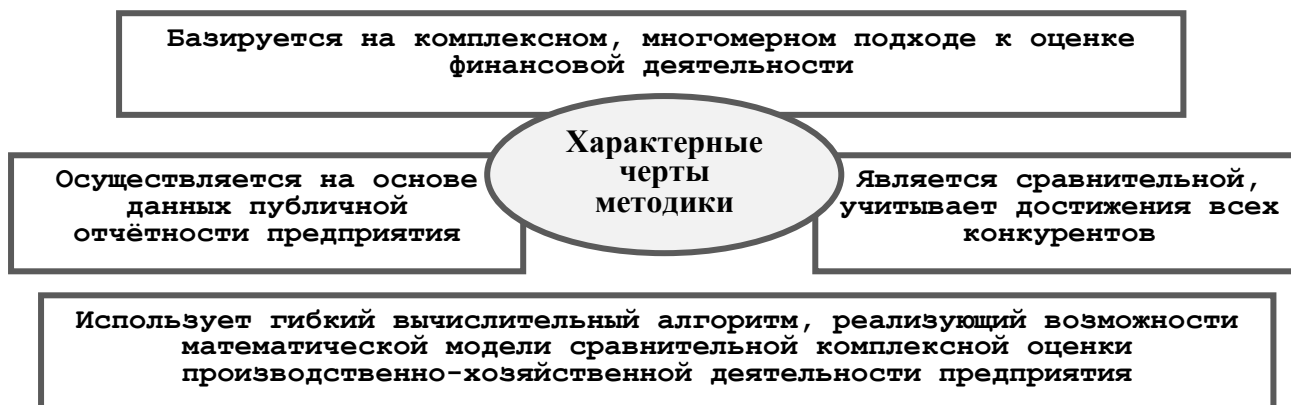 Базируется на комплексном, многомерном подходе к оценке
финансовой деятельности
Характерные
черты
методики
Осуществляется на основе
данных публичной
отчётности предприятия
Является сравнительной,
учитывает достижения всех
конкурентов
Использует гибкий вычислительный алгоритм, реализующий возможности
математической модели сравнительной комплексной оценки
производственно-хозяйственной деятельности предприятия